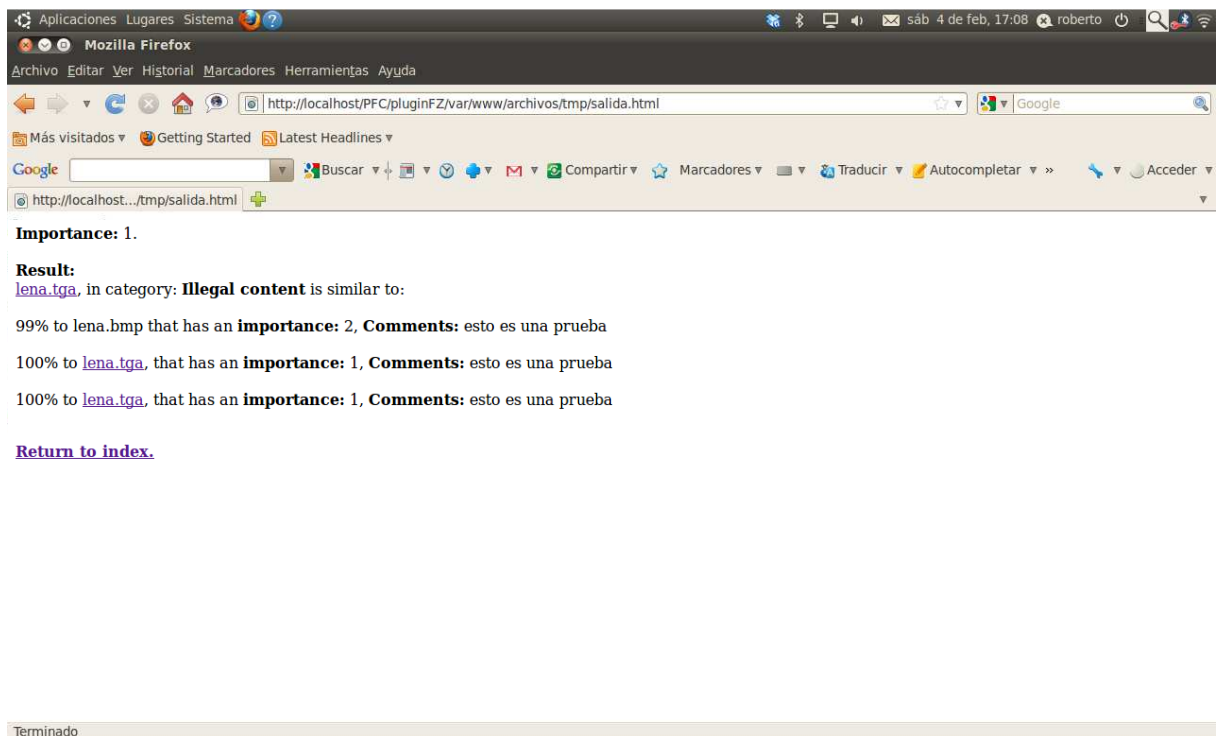 Aplicaciones Lugares Sistema sáb 4 de feb, 17:08 roberto
Mozilla Firefox
Archivo Editar Ver Historial Marcadores Herramientas Ayuda
http://localhost/PFC/pluginFZ/var/www/archivos/tmp/salida.html Google
Más visitados Getting Started Latest Headlines
Google Buscar Compartir Marcadores Traducir Autocompletar » Acceder
http://localhost.../tmp/salida.html
Importance: 1.
Result:
lena.tga, in category: Illegal content is similar to:
99% to lena.bmp that has an importance: 2, Comments: esto es una prueba
100% to lena.tga, that has an importance: 1, Comments: esto es una prueba
100% to lena.tga, that has an importance: 1, Comments: esto es una prueba
Return to index.
Terminado